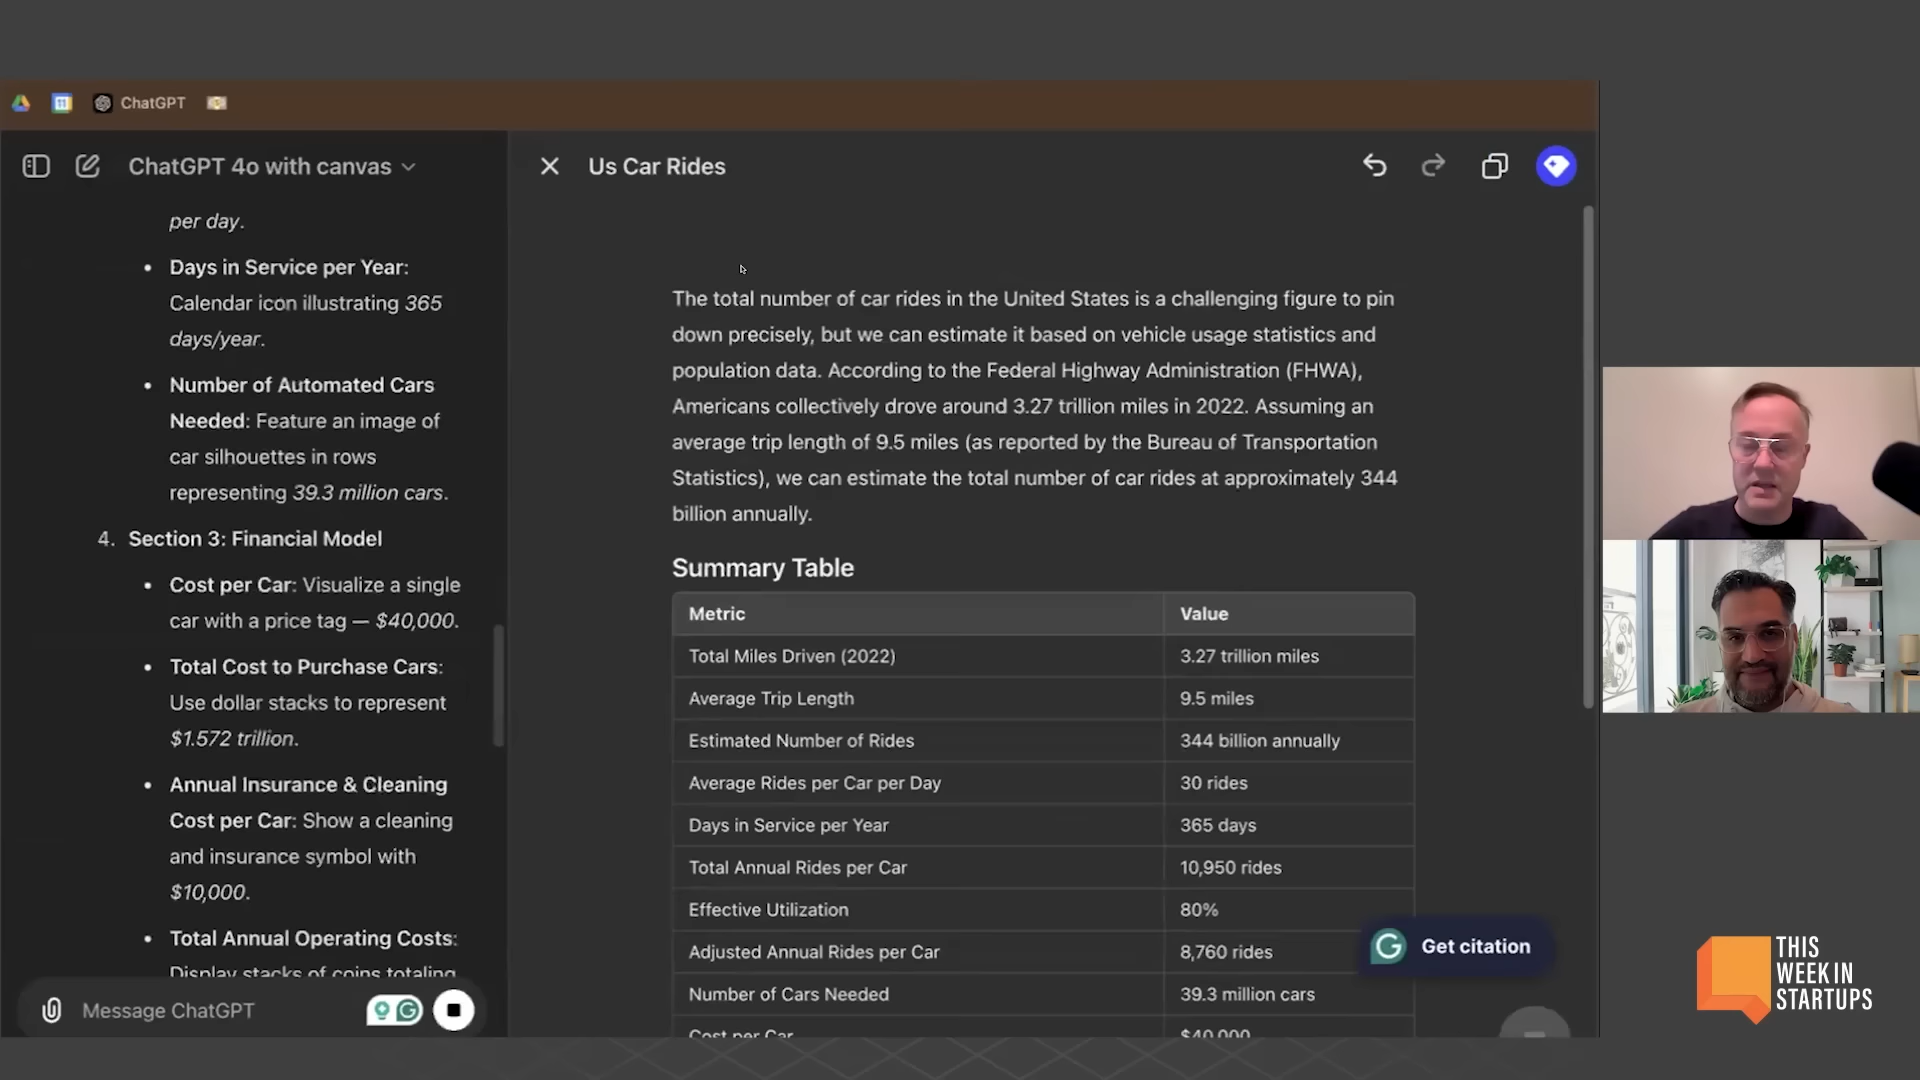 ChatGPT
ChatGPT 4o with canvas
per day.
Days in Service per Year:
Calendar icon illustrating 365
days/year.
Number of Automated Cars
Needed: Feature an image of
car silhouettes in rows
representing 39.3 million cars.
4. Section 3: Financial Model
Cost per Car: Visualize a single
car with a price tag — $40,000.
Total Cost to Purchase Cars:
Use dollar stacks to represent
$1.572 trillion.
Annual Insurance & Cleaning
Cost per Car: Show a cleaning
and insurance symbol with
$10,000.
Total Annual Operating Costs:
Display stacks of coins totaling
Message ChatGPT
Us Car Rides
The total number of car rides in the United States is a challenging figure to pin
down precisely, but we can estimate it based on vehicle usage statistics and
population data. According to the Federal Highway Administration (FHWA),
Americans collectively drove around 3.27 trillion miles in 2022. Assuming an
average trip length of 9.5 miles (as reported by the Bureau of Transportation
Statistics), we can estimate the total number of car rides at approximately 344
billion annually.
Summary Table
Metric Value
Total Miles Driven (2022) 3.27 trillion miles
Average Trip Length 9.5 miles
Estimated Number of Rides 344 billion annually
Average Rides per Car per Day 30 rides
Days in Service per Year 365 days
Total Annual Rides per Car 10,950 rides
Effective Utilization 80%
Adjusted Annual Rides per Car 8,760 rides
Number of Cars Needed 39.3 million cars
Cost per Car $40,000
Get citation
THIS
WEEK IN
STARTUPS